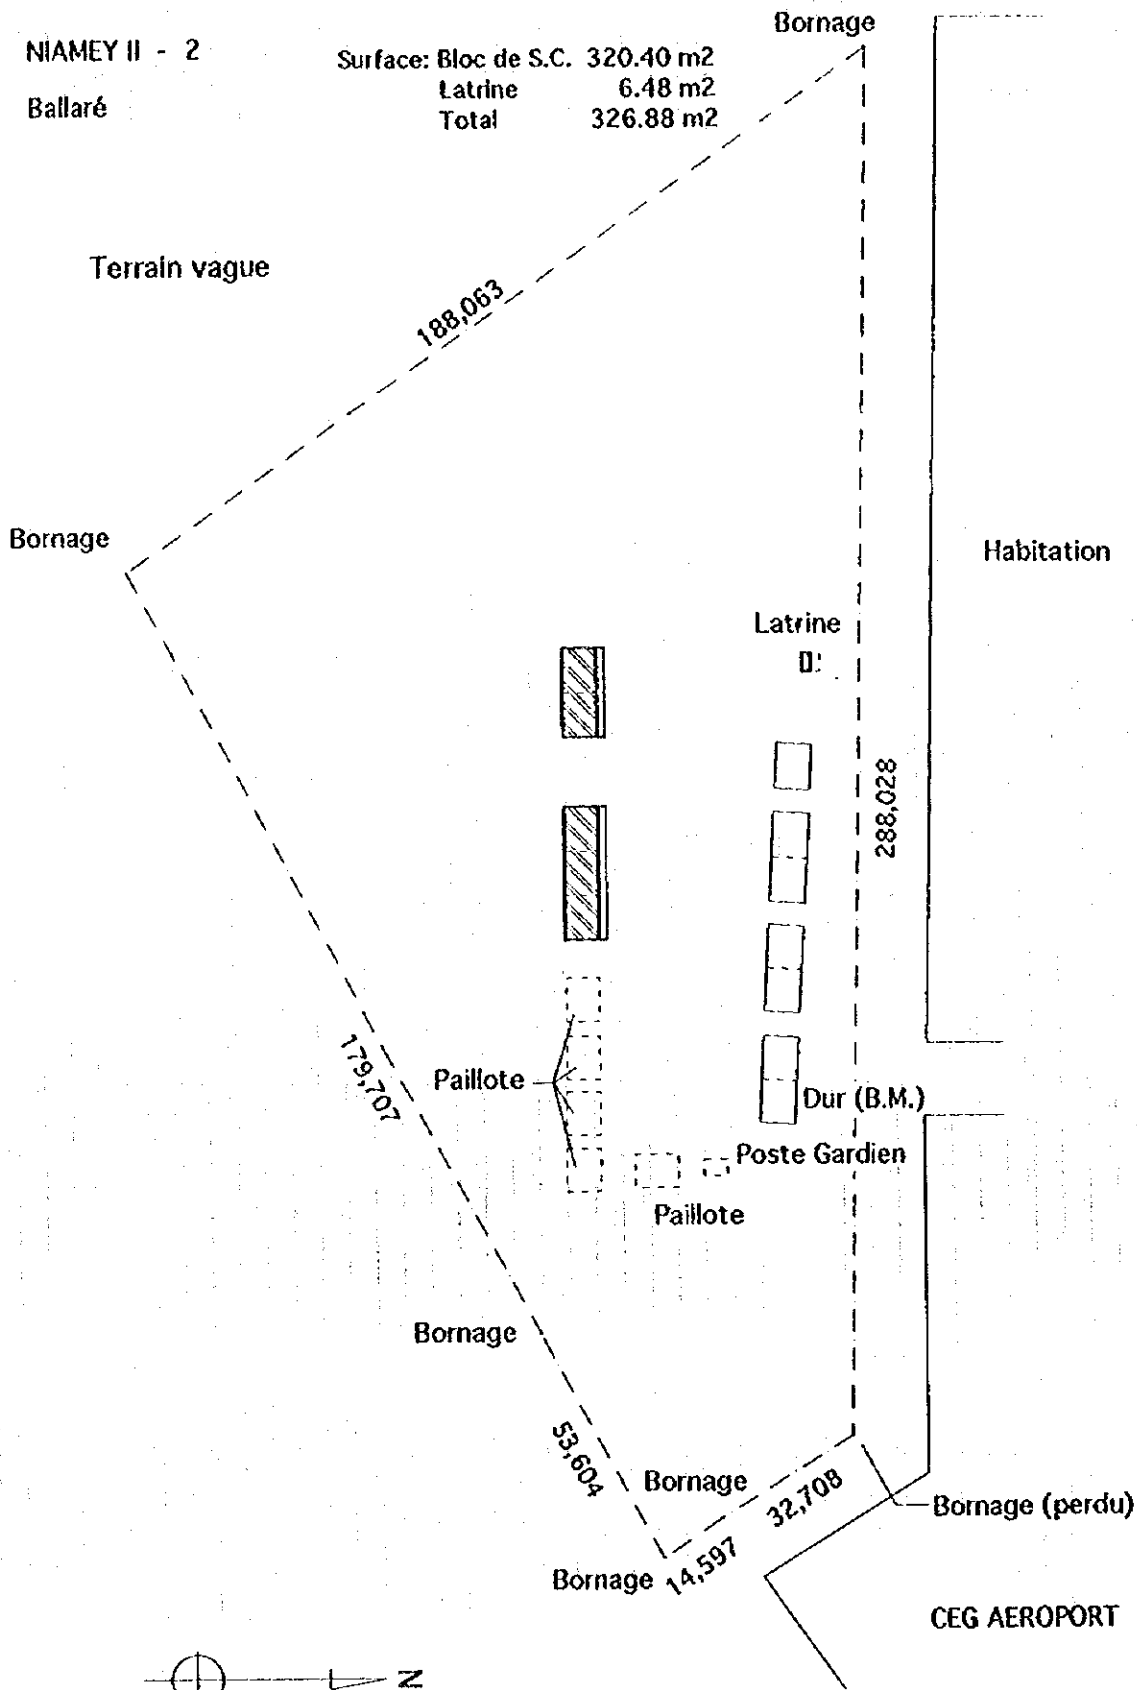 Bornage
NIAMEY II - 2
Surface: Bloc de S.C. 320.40 m2
Ballaré
Latrine 6.48 m2
Total 326.88 m2
Terrain vague
188,063
Bornage
Habitation
Latrine
288,028
179,707
Paillote
Dur (B.M.)
Poste Gardien
Paillote
Bornage
53,604
Bornage
32,708
Bornage (perdu)
Bornage
14,597
CEG AEROPORT
N